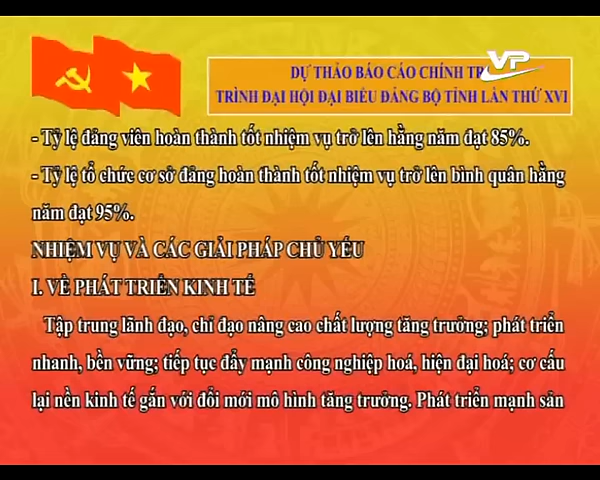 VP
DỰ THẢO BÁO CÁO CHÍNH TR
TRÌNH ĐẠI HỘI ĐẠI BIỂU ĐẢNG BỘ TỈNH LẦN THỨ XVI
- Tỷ lệ đảng viên hoàn thành tốt nhiệm vụ trở lên hằng năm đạt 85%.
- Tỷ lệ tổ chức cơ sở đảng hoàn thành tốt nhiệm vụ trở lên bình quân hằng
năm đạt 95%.
NHIỆM VỤ VÀ CÁC GIẢI PHÁP CHỦ YẾU
I. VỀ PHÁT TRIỂN KINH TẾ
Tập trung lãnh đạo, chỉ đạo nâng cao chất lượng tăng trưởng; phát triển
nhanh, bền vững; tiếp tục đẩy mạnh công nghiệp hoá, hiện đại hoá; cơ cấu
lại nền kinh tế gắn với đổi mới mô hình tăng trưởng. Phát triển mạnh sản